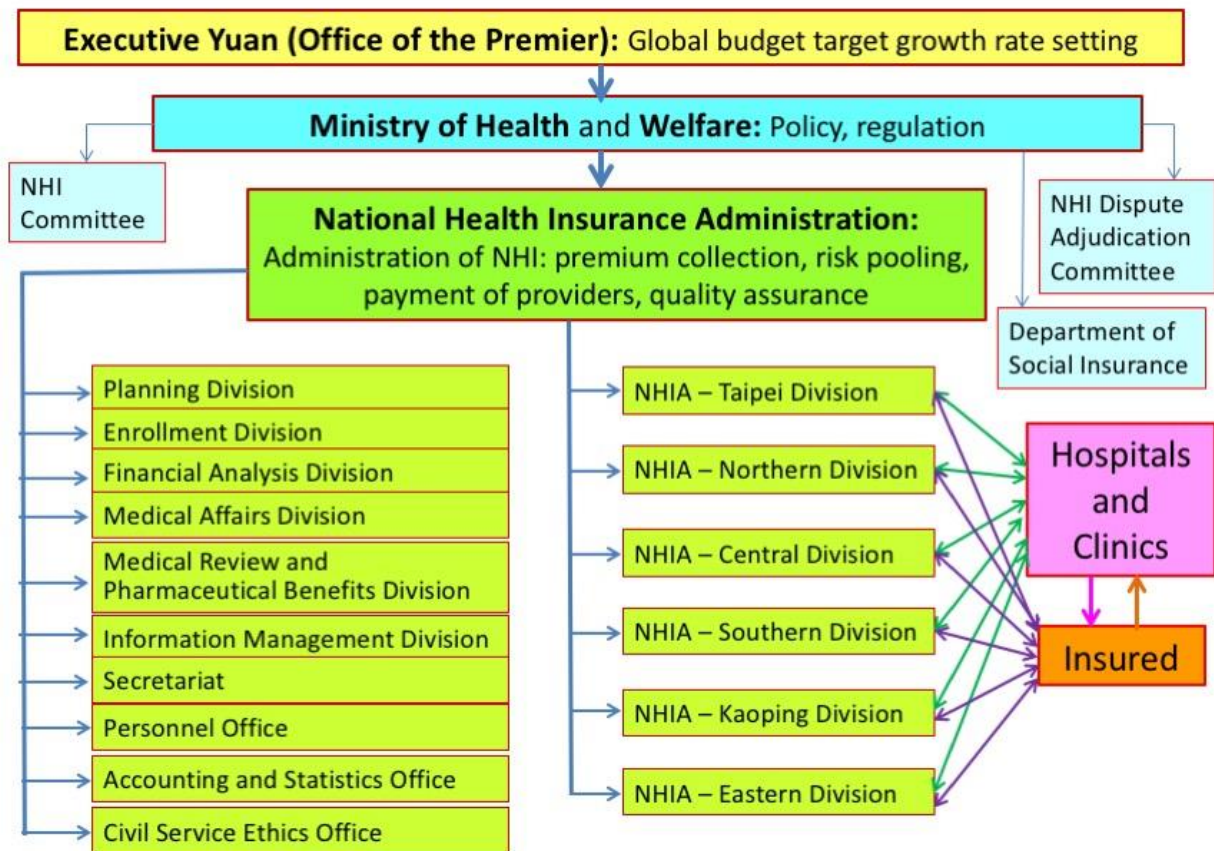 Executive Yuan (Office of the Premier): Global budget target growth rate setting
Ministry of Health and Welfare: Policy, regulation
NHI
Committee
National Health Insurance Administration:
Administration of NHI: premium collection, risk pooling,
payment of providers, quality assurance
NHI Dispute
Adjudication
Committee
Department of
Social Insurance
Planning Division
Enrollment Division
Financial Analysis Division
Medical Affairs Division
Medical Review and
Pharmaceutical Benefits Division
Information Management Division
Secretariat
Personnel Office
Accounting and Statistics Office
Civil Service Ethics Office
NHIA – Taipei Division
NHIA – Northern Division
NHIA – Central Division
NHIA – Southern Division
NHIA – Kaoping Division
NHIA – Eastern Division
Hospitals
and
Clinics
Insured